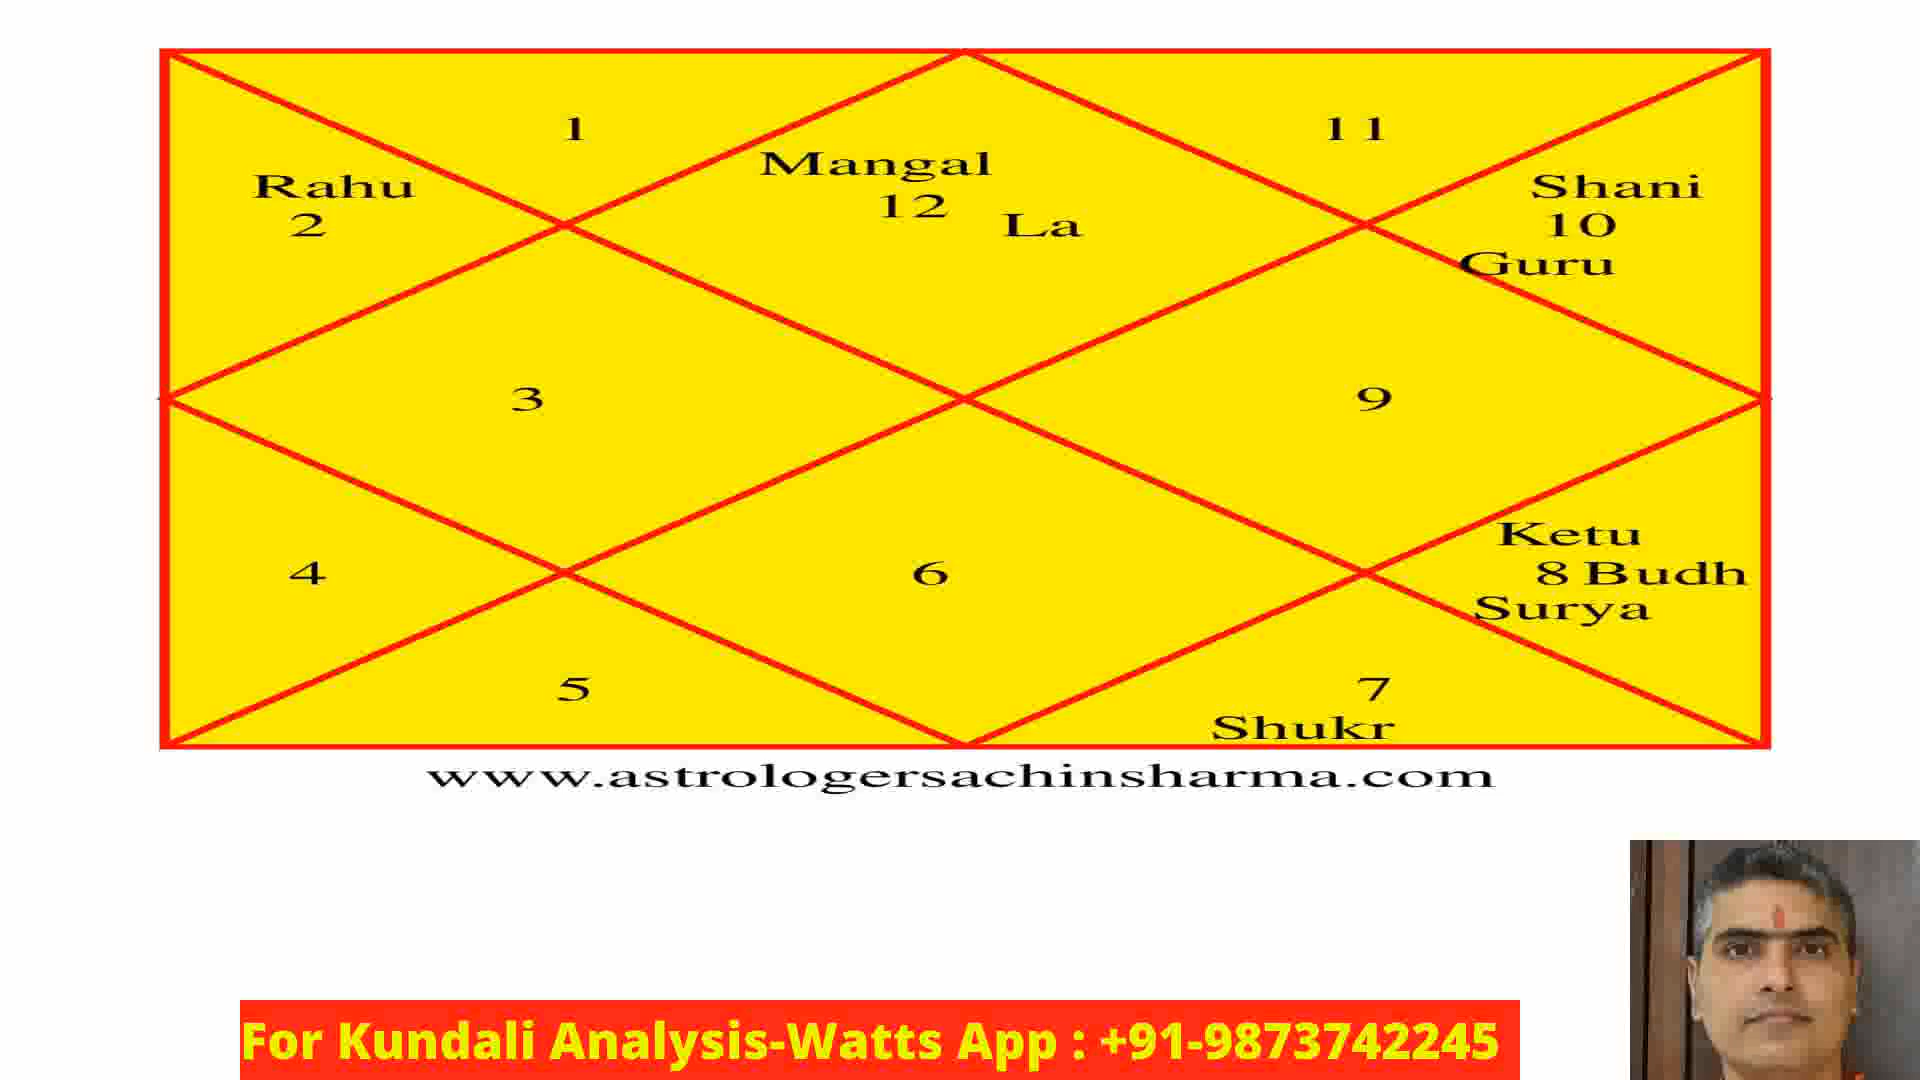 1
11
Mangal
Rahu
Shani
12
2
La
10
Guru
3
9
Ketu
4
6
8 Budh
Surya
5
7
Shukr
www.astrologersachinsharma.com
For Kundali Analysis-Watts App : +91-9873742245